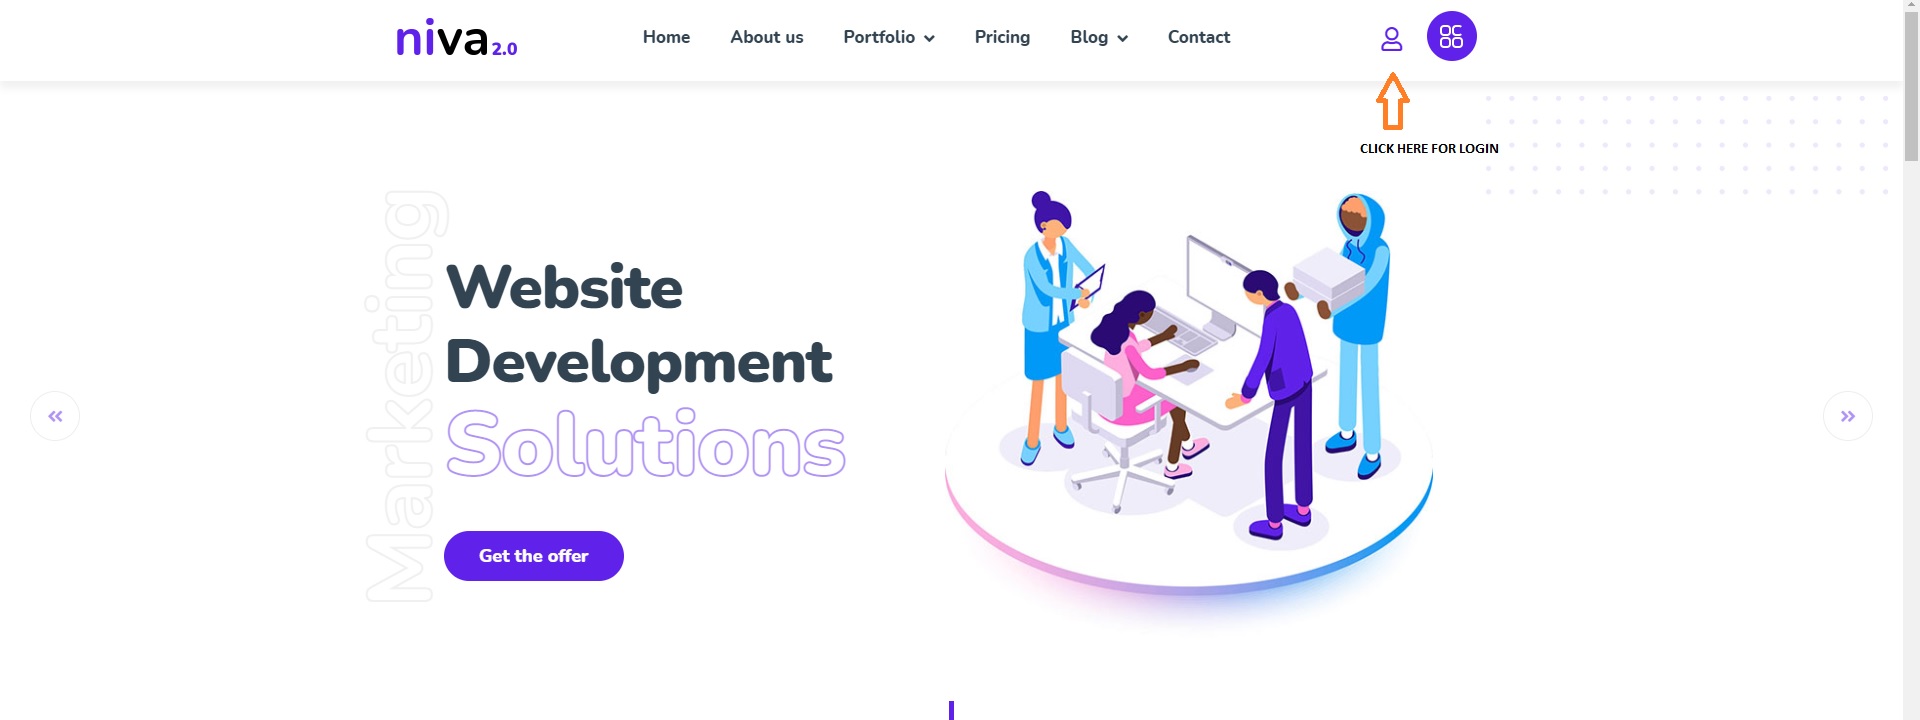 niva 2.0
Home
About us
Portfolio
Pricing
Blog
Contact
CLICK HERE FOR LOGIN
Marketing
Website
Development
Solutions
Get the offer